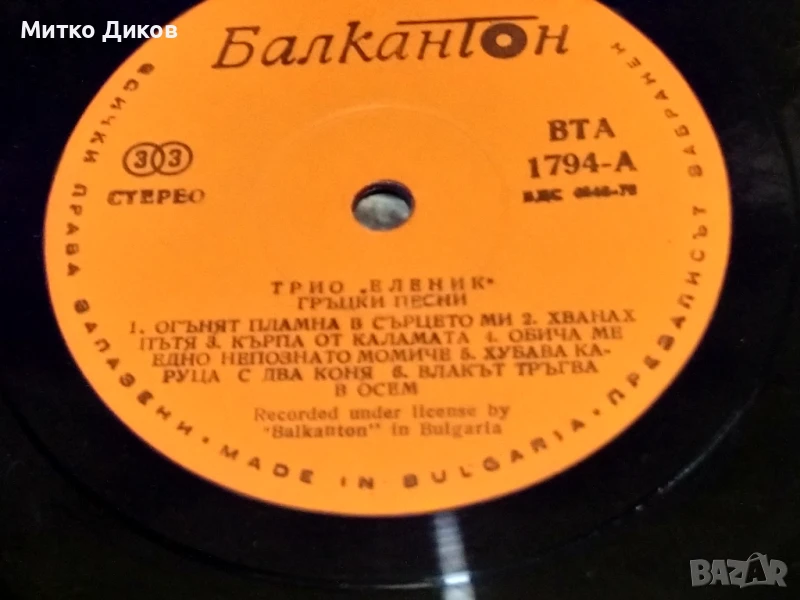 Митко Диков
Балкантон
ВСИЧКИ ПРАВА ЗАПАЗЕНИ • MADE IN BULGARIA • ПРЕЗАПИСЪТ ЗАБРАНЕН
33
СТЕРЕО
ВТА
1794-А
БДС
ТРИО „ЕЛЕНИК"
ГРЪЦКИ ПЕСНИ
1. ОГЪНЯТ ПЛАМНА В СЪРЦЕТО МИ 2. ХВАНАХ
ПЪТЯ 3. КЪРПА ОТ КАЛАМАТА 4. ОБИЧА МЕ
ЕДНО НЕПОЗНАТО МОМИЧЕ 5. ХУБАВА КА-
РУЦА С ДВА КОНЯ 6. ВЛАКЪТ ТРЪГВА
В ОСЕМ
Recorded under license by
"Balkanton" in Bulgaria
BAZAR